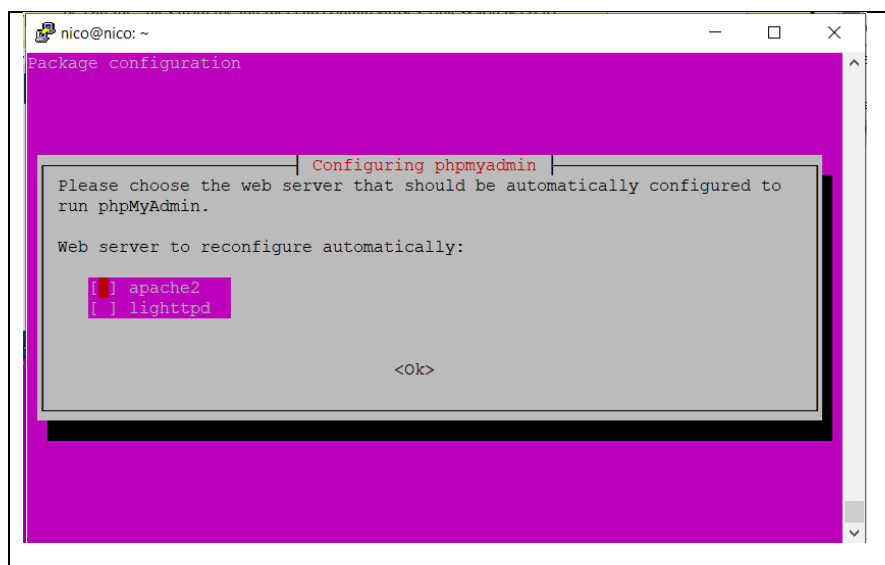 nico@nico: ~
Package configuration
Configuring phpmyadmin
Please choose the web server that should be automatically configured to
run phpMyAdmin.
Web server to reconfigure automatically:
[ ] apache2
[ ] lighttpd
<Ok>